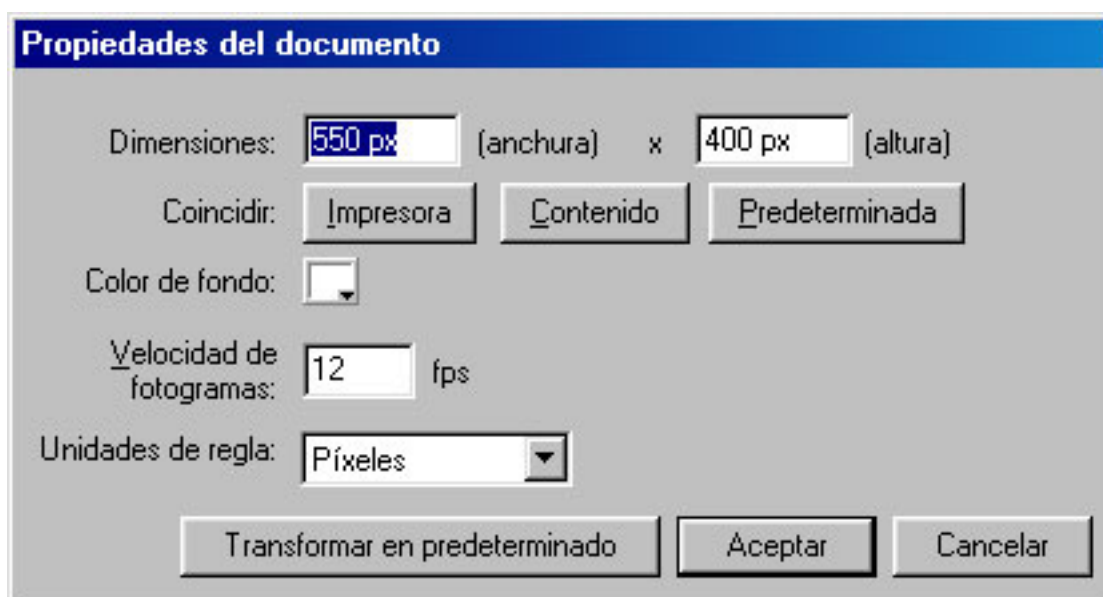 Propiedades del documento
Dimensiones: 550 px (anchura) x 400 px (altura)
Coincidir: Impresora Contenido Predeterminada
Color de fondo:
Velocidad de
fotogramas: 12 fps
Unidades de regla: Píxeles
Transformar en predeterminado Aceptar Cancelar